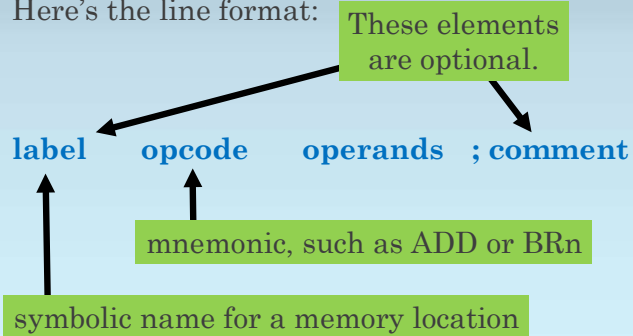 Here’s the line format:
These elements
are optional.
label opcode operands ; comment
mnemonic, such as ADD or BRn
symbolic name for a memory location